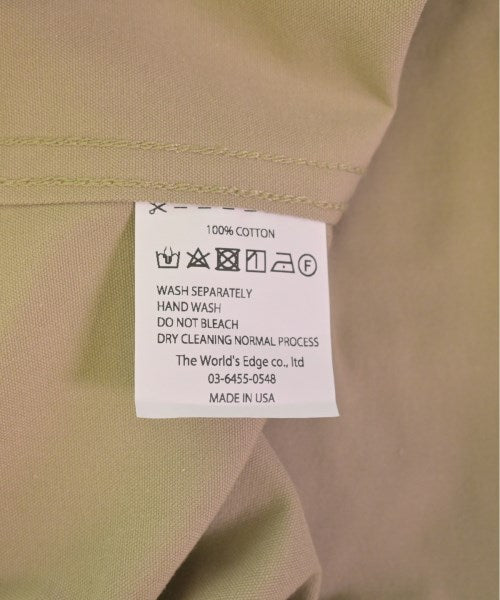 100% COTTON
F
WASH SEPARATELY
HAND WASH
DO NOT BLEACH
DRY CLEANING NORMAL PROCESS
The World's Edge co., ltd
03-6455-0548
MADE IN USA